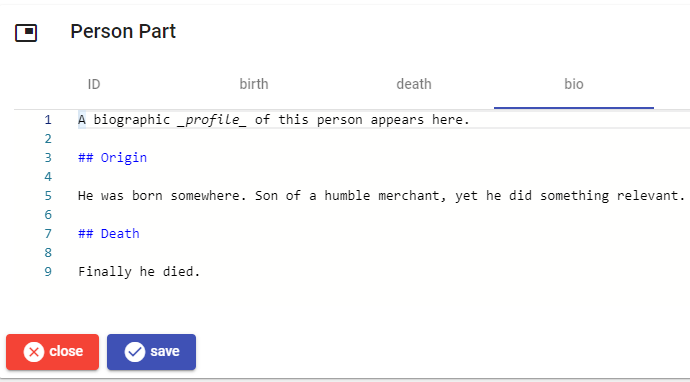 Person Part
ID birth death bio
1 A biographic _profile_ of this person appears here.
2
3 ## Origin
4
5 He was born somewhere. Son of a humble merchant, yet he did something relevant.
6
7 ## Death
8
9 Finally he died.
close save